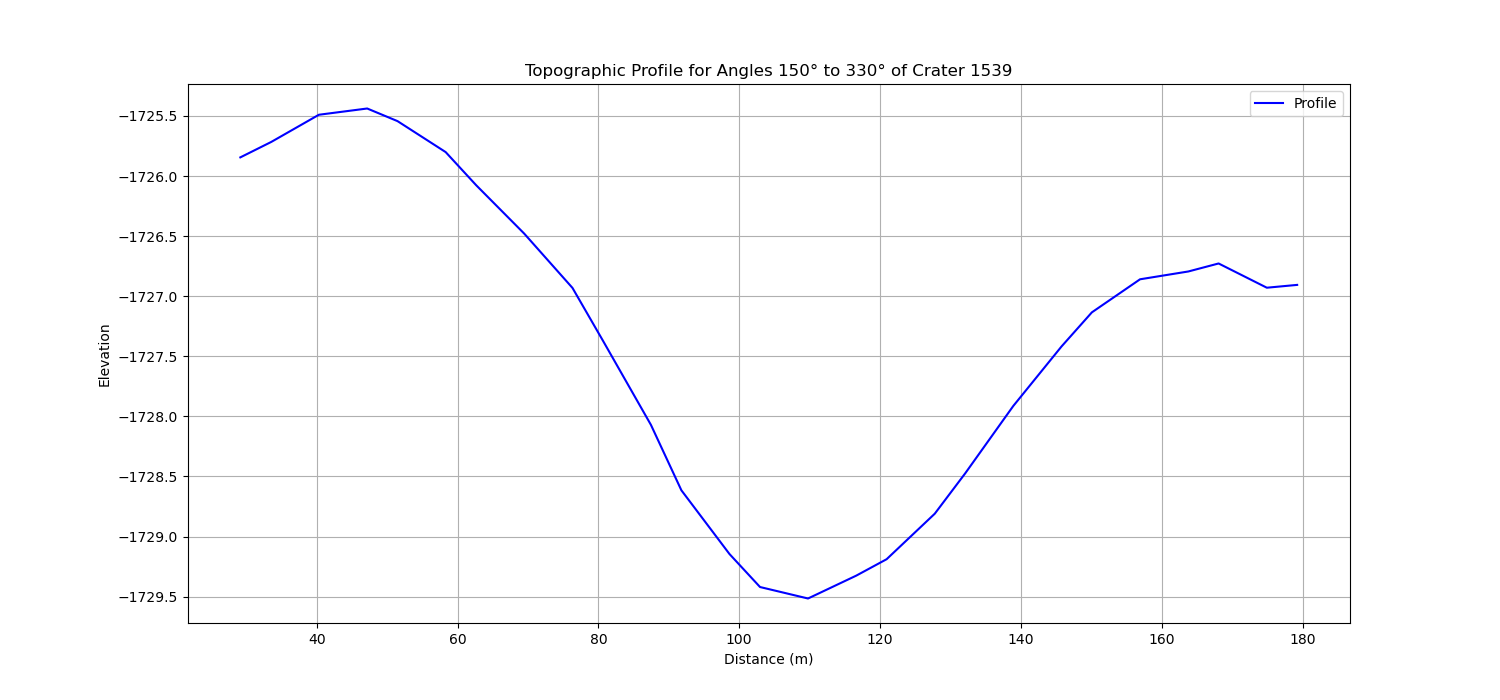 Topographic Profile for Angles 150° to 330° of Crater 1539
Profile
−1725.5
−1726.0
−1726.5
−1727.0
−1727.5
−1728.0
−1728.5
−1729.0
−1729.5
Elevation
40 60 80 100 120 140 160 180
Distance (m)